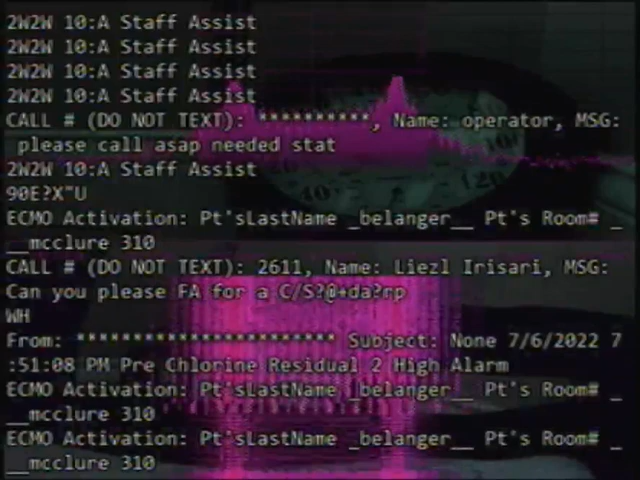 2W2W 10:A Staff Assist
2W2W 10:A Staff Assist
2W2W 10:A Staff Assist
2W2W 10:A Staff Assist
CALL # (DO NOT TEXT): **********, Name: operator, MSG:
please call asap needed stat
2W2W 10:A Staff Assist
90E?X"U
ECMO Activation: Pt'sLastName _belanger__ Pt's Room# _
__mcclure 310
CALL # (DO NOT TEXT): 2611, Name: Liezl Irisari, MSG:
Can you please FA for a C/S?@+da?np
WH
From: *********************** Subject: None 7/6/2022 7
:51:08 PM Pre Chlorine Residual 2 High Alarm
ECMO Activation: Pt'sLastName _belanger__ Pt's Room# _
__mcclure 310
ECMO Activation: Pt'sLastName _belanger__ Pt's Room# _
__mcclure 310